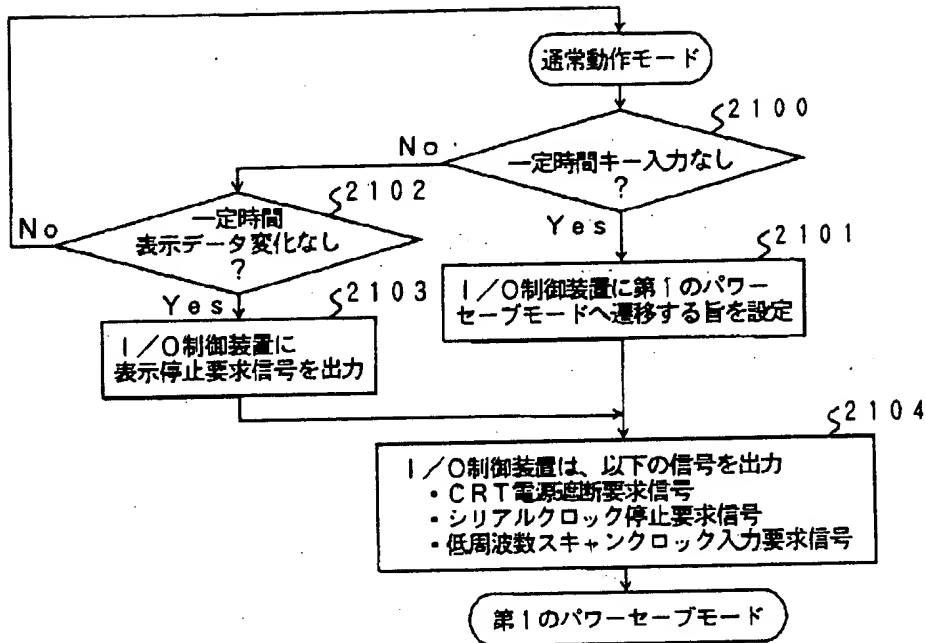 通常動作モード
2100
一定時間キー入力なし
?
No
Yes
2102
一定時間
表示データ変化なし
?
No
Yes
2101
I/O制御装置に第1のパワー
セーブモードへ遷移する旨を設定
2103
I/O制御装置に
表示停止要求信号を出力
2104
I/O制御装置は、以下の信号を出力
・CRT電源遮断要求信号
・シリアルクロック停止要求信号
・低周波数スキャンクロック入力要求信号
第1のパワーセーブモード